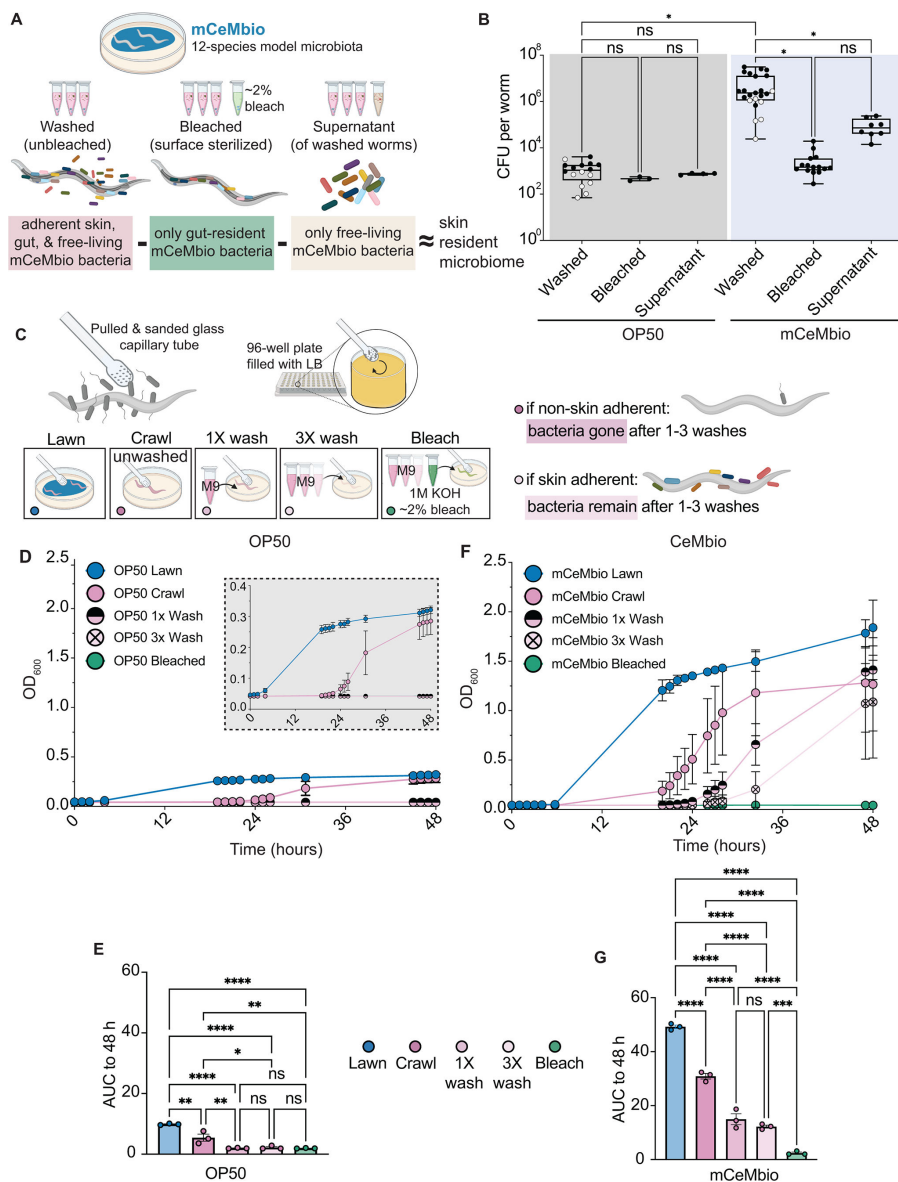 A
mCeMbio
12-species model microbiota
~2%
bleach
Washed
(unbleached)
Bleached
(surface sterilized)
Supernatant
(of washed worms)
adherent skin,
gut, & free-living
mCeMbio bacteria
-
only gut-resident
mCeMbio bacteria
-
only free-living
mCeMbio bacteria
≈
skin
resident
microbiome
B
*
ns
*
ns
ns
*
ns
CFU per worm
10^8
10^6
10^4
10^2
10^0
Washed
Bleached
Supernatant
Washed
Bleached
Supernatant
OP50
mCeMbio
C
Pulled & sanded glass
capillary tube
96-well plate
filled with LB
Lawn
Crawl
unwashed
1X wash
M9
3X wash
M9
Bleach
M9
1M KOH
~2% bleach
if non-skin adherent:
bacteria gone after 1-3 washes
if skin adherent:
bacteria remain after 1-3 washes
D
OP50
OP50 Lawn
OP50 Crawl
OP50 1x Wash
OP50 3x Wash
OP50 Bleached
OD600
2.5
2.0
1.5
1.0
0.5
0.0
0
12
24
36
48
Time (hours)
0.4
0.3
0.2
0.1
0.0
0
12
24
36
48
F
CeMbio
mCeMbio Lawn
mCeMbio Crawl
mCeMbio 1x Wash
mCeMbio 3x Wash
mCeMbio Bleached
OD600
2.5
2.0
1.5
1.0
0.5
0.0
0
12
24
36
48
Time (hours)
E
AUC to 48 h
60
40
20
0
****
**
****
*
****
ns
**
**
ns
ns
OP50
Lawn
Crawl
1X
wash
3X
wash
Bleach
G
AUC to 48 h
60
40
20
0
****
****
****
****
****
****
****
****
ns
***
mCeMbio